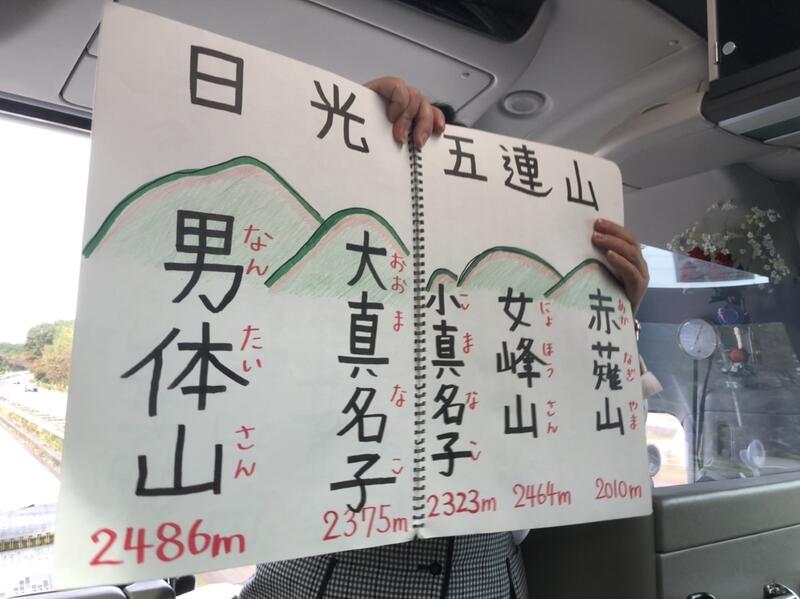 日光五連山
男体山
なんたいさん
2486m
大真名子
おおまなこ
2375m
小真名子
こまなこ
2323m
女峰山
にょほうさん
2464m
赤薙山
あかなぎやま
2010m